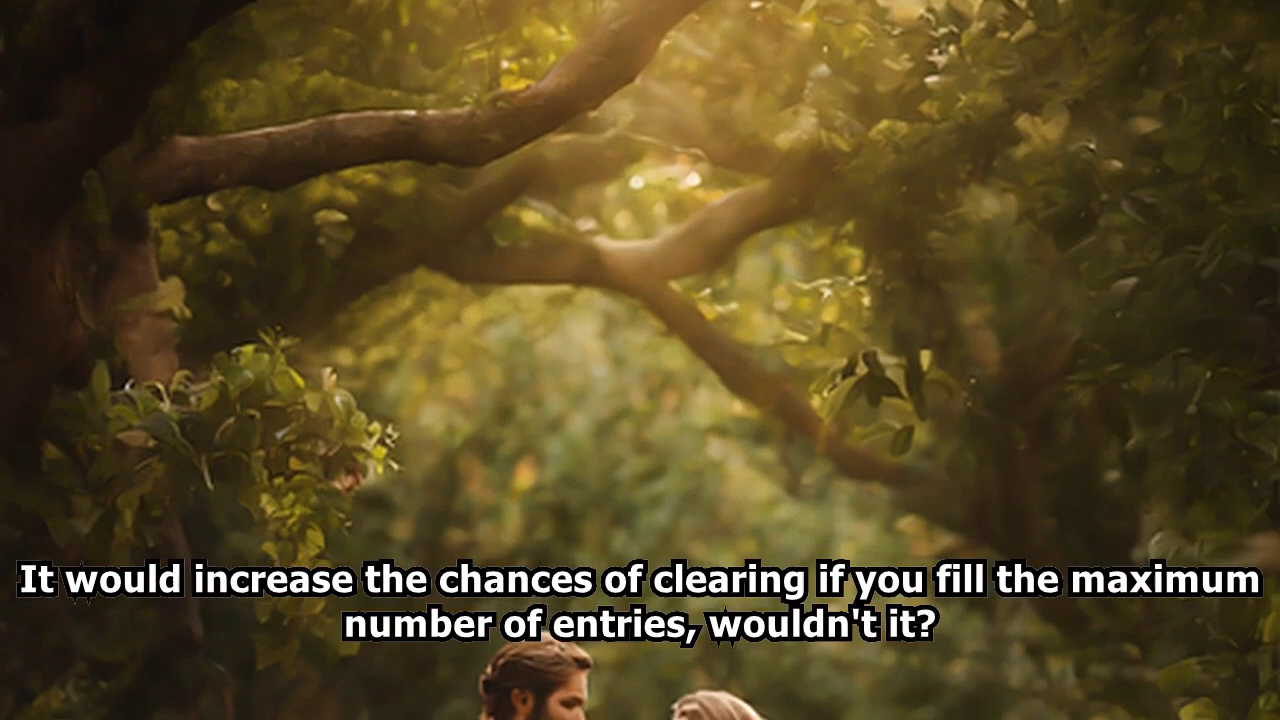 It would increase the chances of clearing if you fill the maximum
number of entries, wouldn't it?